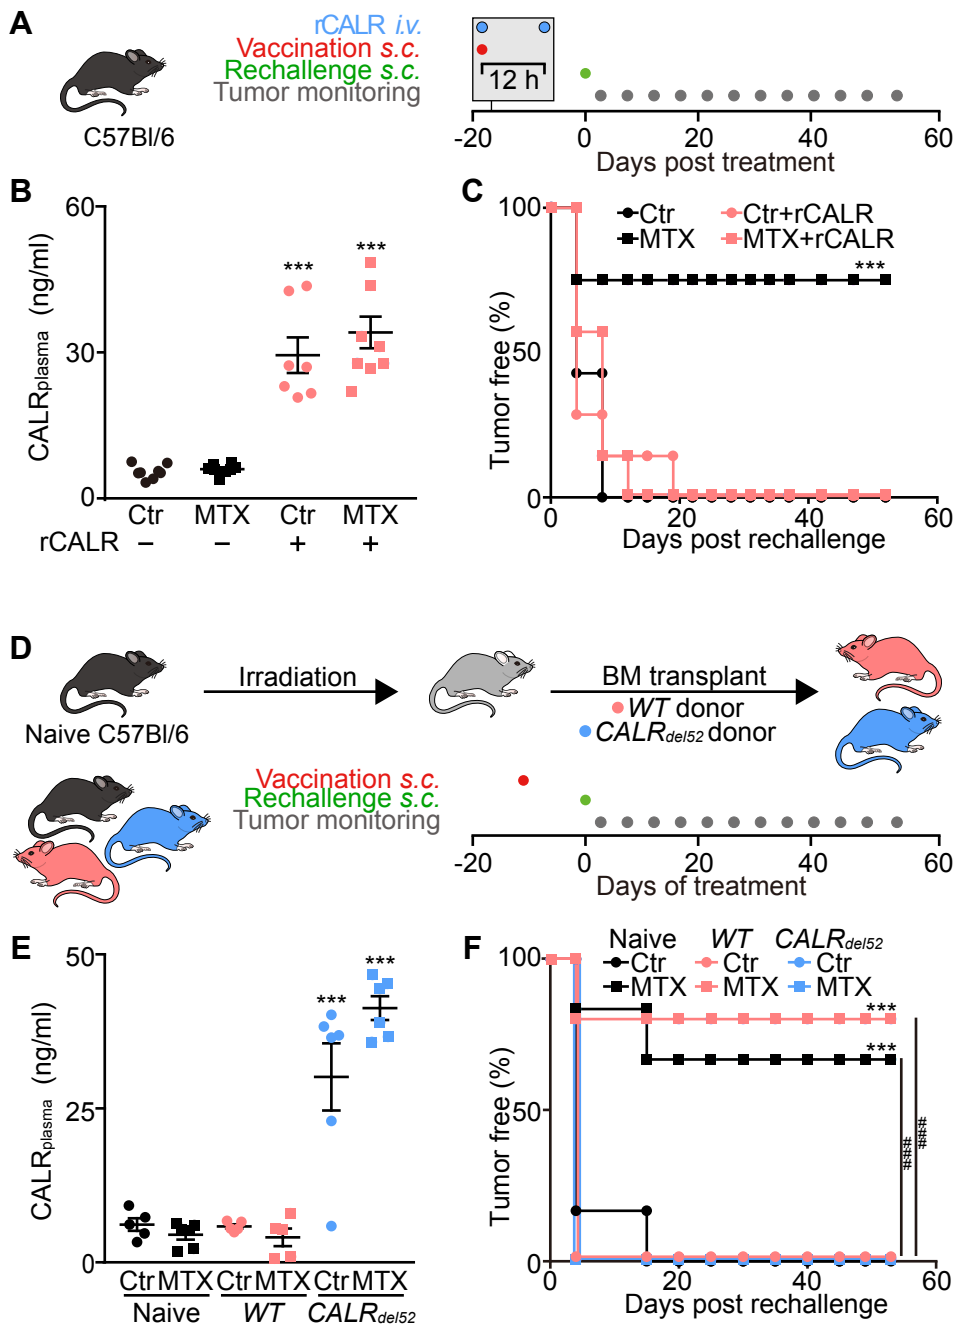 A
rCALR i.v.
Vaccination s.c.
Rechallenge s.c.
Tumor monitoring
C57Bl/6
12 h
-20 0 20 40 60
Days post treatment
B
CALRplasma (ng/ml)
60
30
0
*** ***
Ctr MTX Ctr MTX
rCALR − − + +
C
Tumor free (%)
100
50
0
Ctr Ctr+rCALR
MTX MTX+rCALR
***
0 20 40 60
Days post rechallenge
D
Naive C57Bl/6
Irradiation
BM transplant
WT donor
CALRdel52 donor
Vaccination s.c.
Rechallenge s.c.
Tumor monitoring
-20 0 20 40 60
Days of treatment
E
CALRplasma (ng/ml)
50
25
0
*** ***
Ctr MTX Ctr MTX Ctr MTX
Naive WT CALRdel52
F
Tumor free (%)
100
50
0
Naive WT CALRdel52
Ctr Ctr Ctr
MTX MTX MTX
***
***
###
###
0 20 40 60
Days post rechallenge